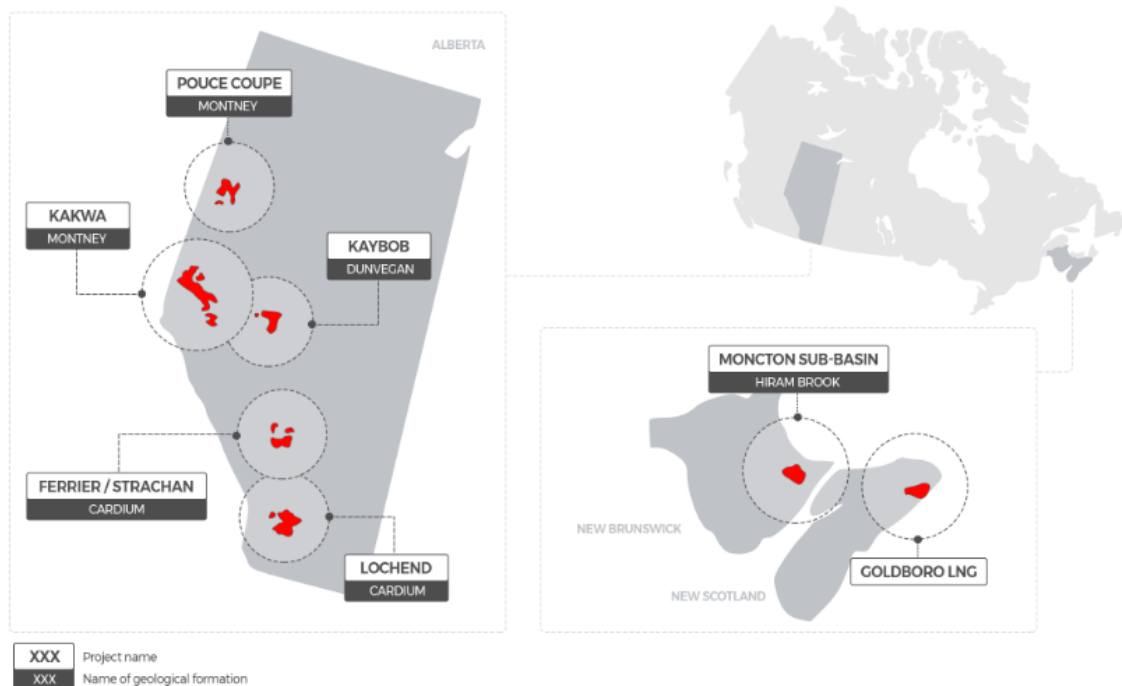 ALBERTA
POUCE COUPE
MONTNEY
KAKWA
MONTNEY
KAYBOB
DUNVEGAN
FERRIER / STRACHAN
CARDIUM
LOCHEND
CARDIUM
MONCTON SUB-BASIN
HIRAM BROOK
NEW BRUNSWICK
GOLDBORO LNG
NEW SCOTLAND
XXX Project name
XXX Name of geological formation